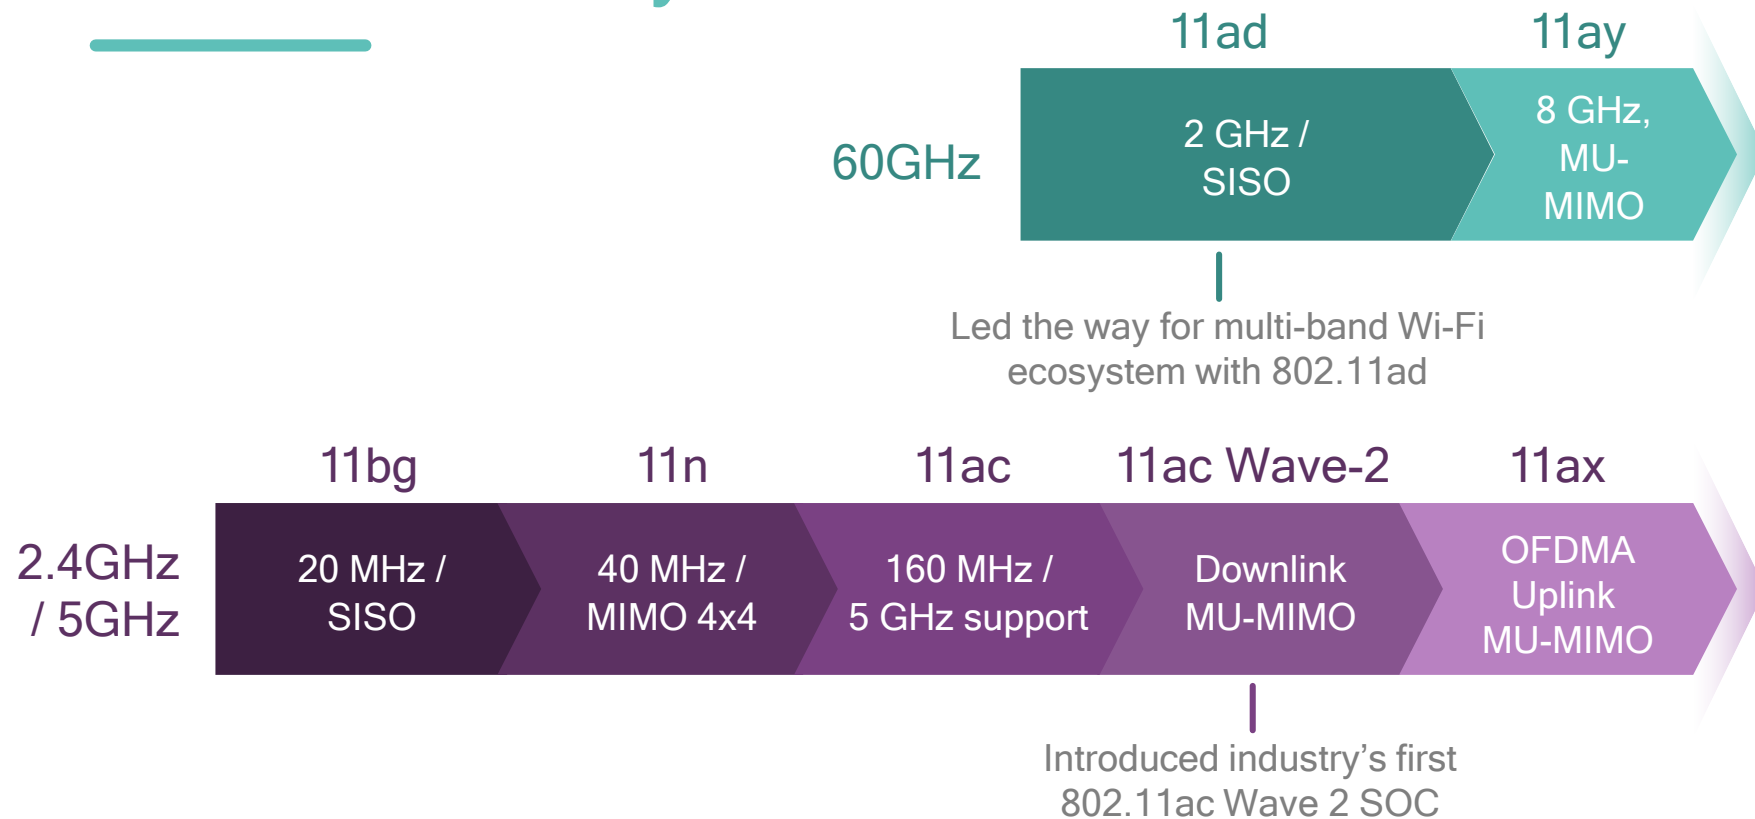 11ad
11ay
60GHz
2 GHz /
SISO
8 GHz,
MU-
MIMO
Led the way for multi-band Wi-Fi
ecosystem with 802.11ad
11bg
11n
11ac
11ac Wave-2
11ax
2.4GHz
/ 5GHz
20 MHz /
SISO
40 MHz /
MIMO 4x4
160 MHz /
5 GHz support
Downlink
MU-MIMO
OFDMA
Uplink
MU-MIMO
Introduced industry’s first
802.11ac Wave 2 SOC